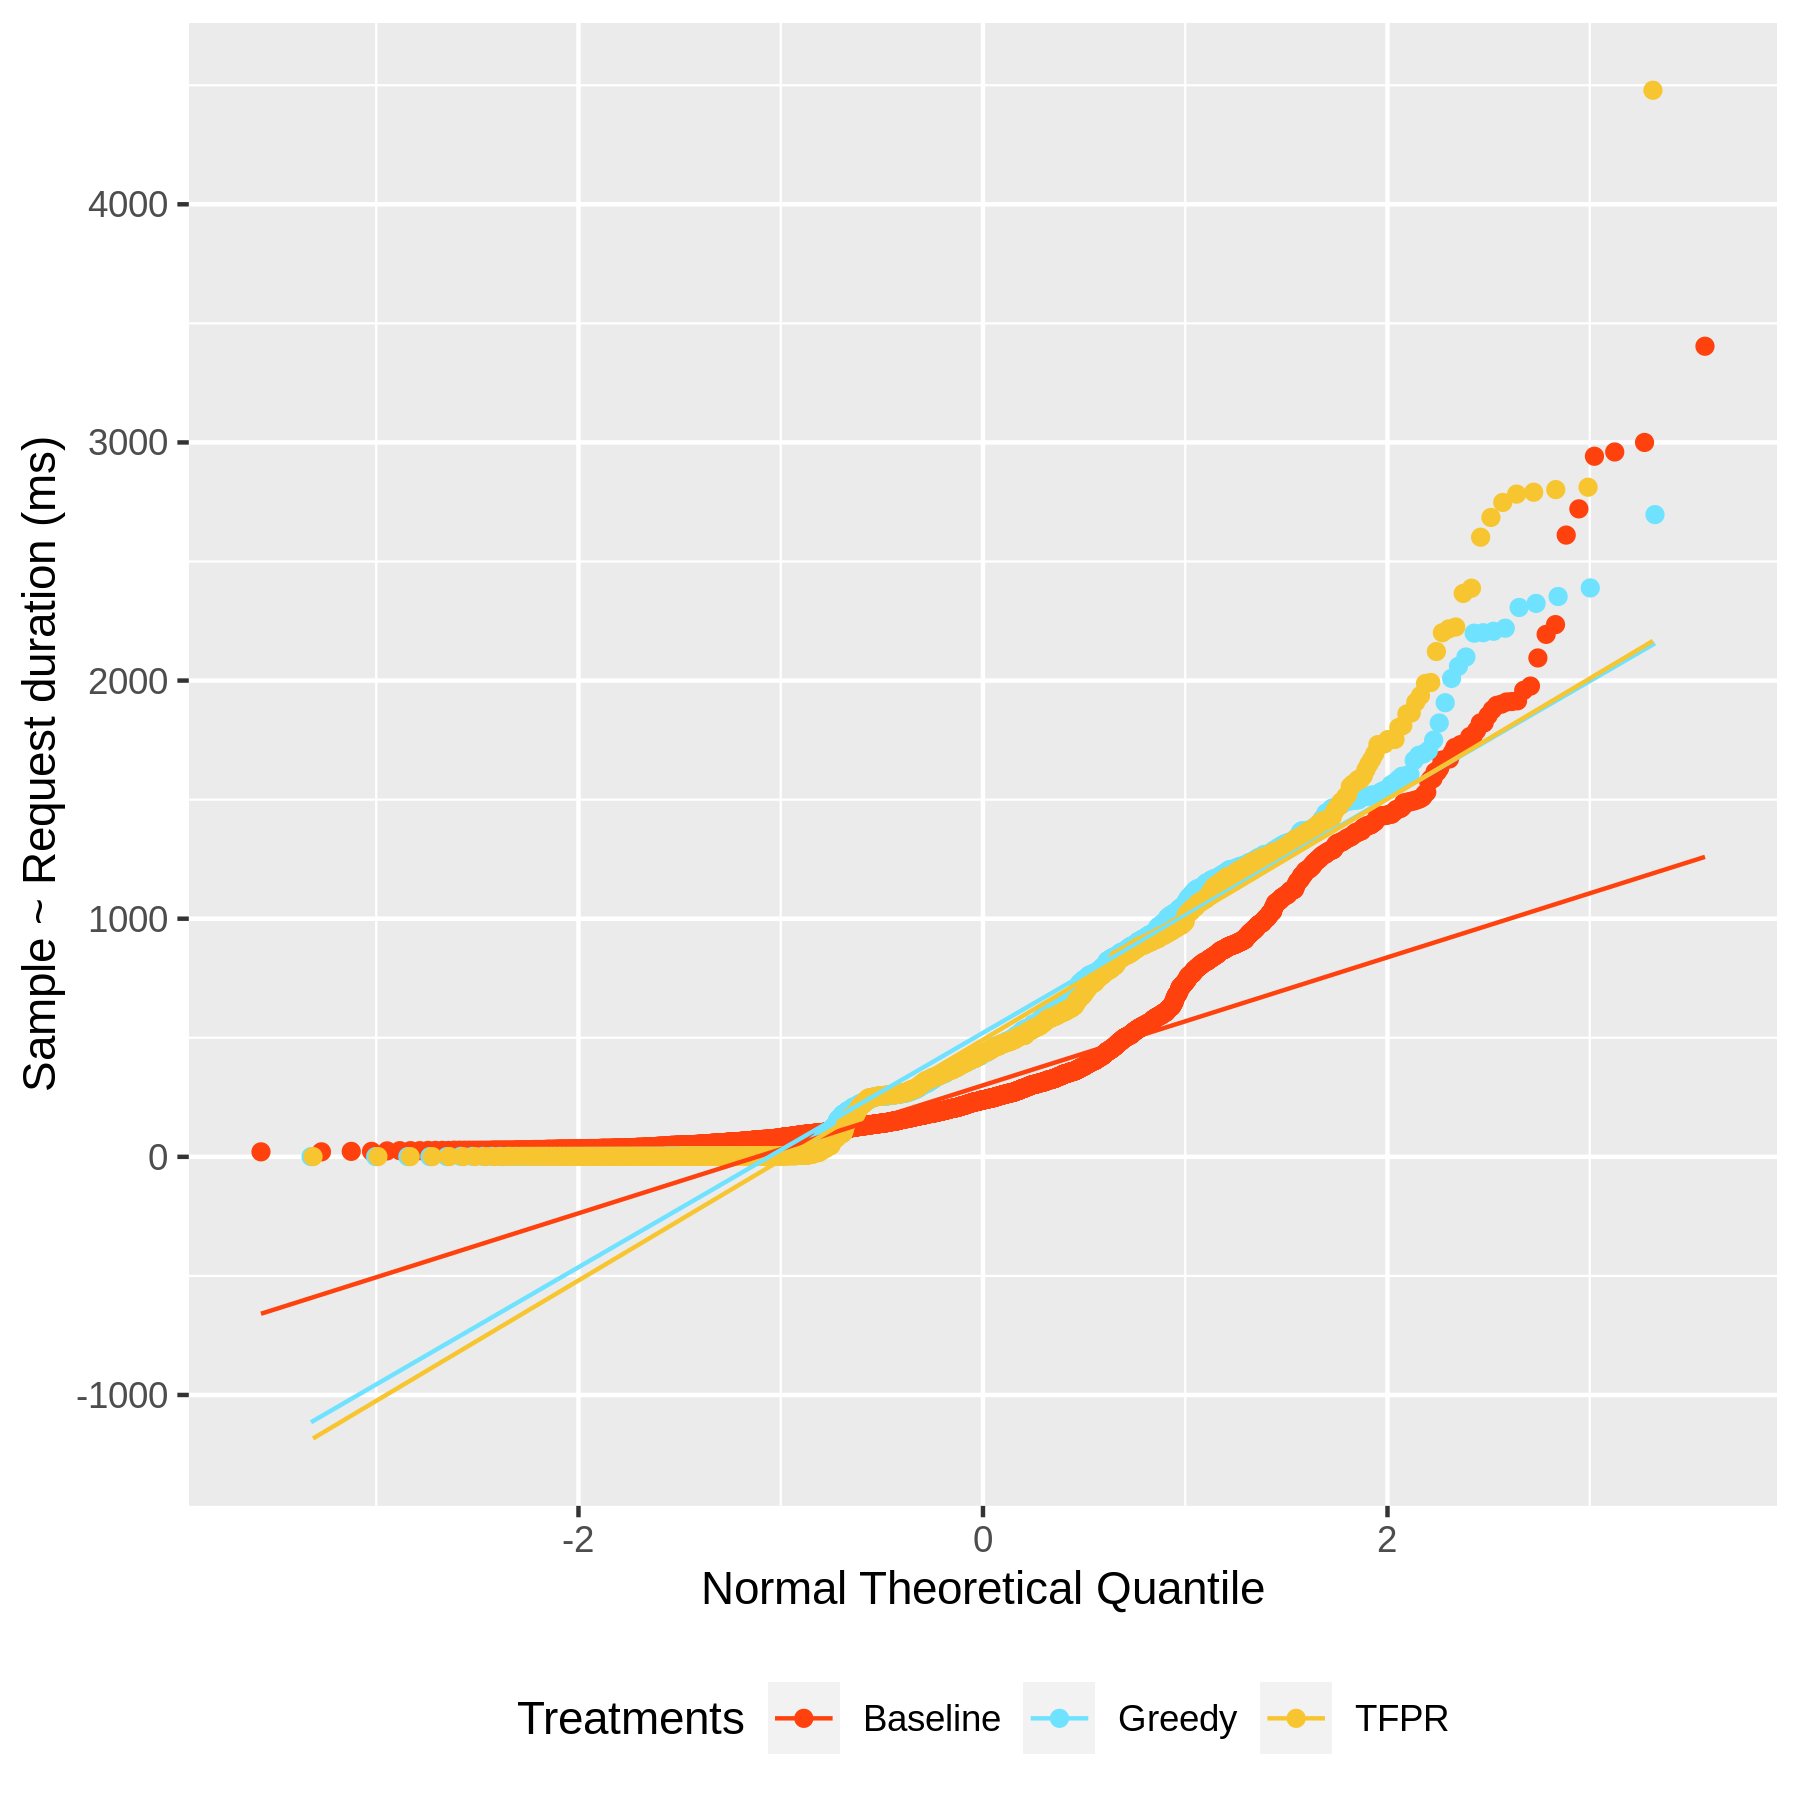 4000
3000
2000
1000
0
-1000
Sample ~ Request duration (ms)
-2 0 2
Normal Theoretical Quantile
Treatments Baseline Greedy TFPR